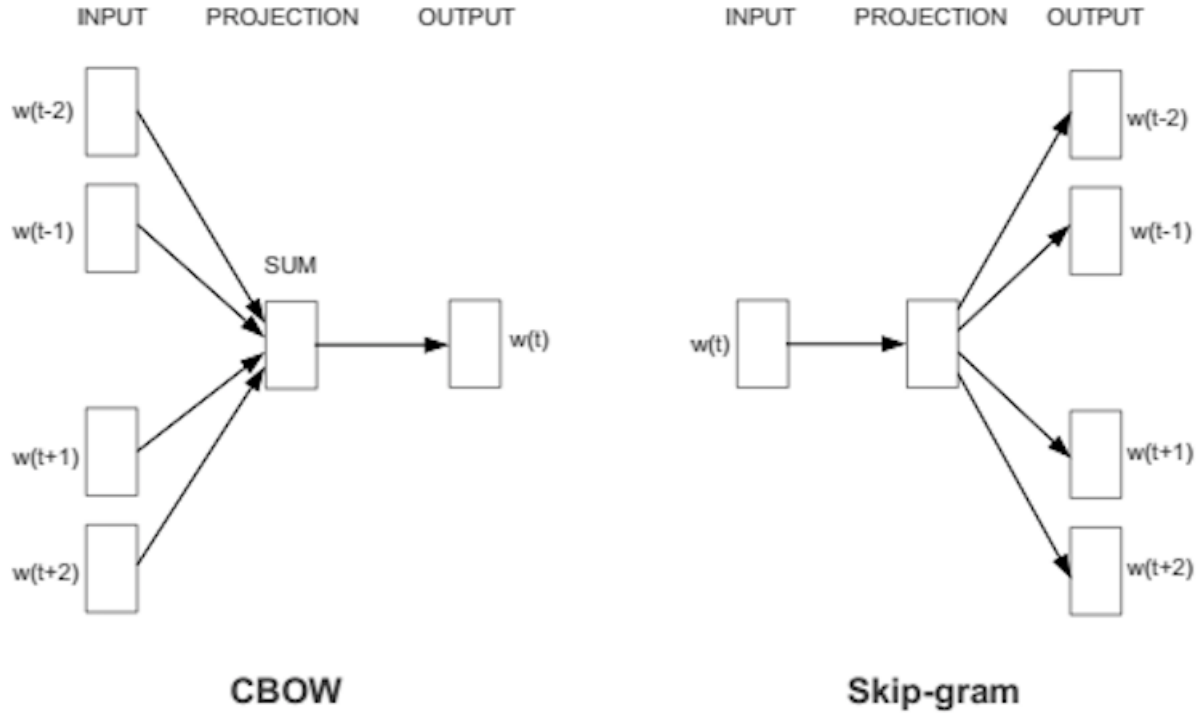 INPUT PROJECTION OUTPUT
w(t-2)
w(t-1)
SUM
w(t)
w(t+1)
w(t+2)
CBOW
INPUT PROJECTION OUTPUT
w(t-2)
w(t-1)
w(t)
w(t+1)
w(t+2)
Skip-gram